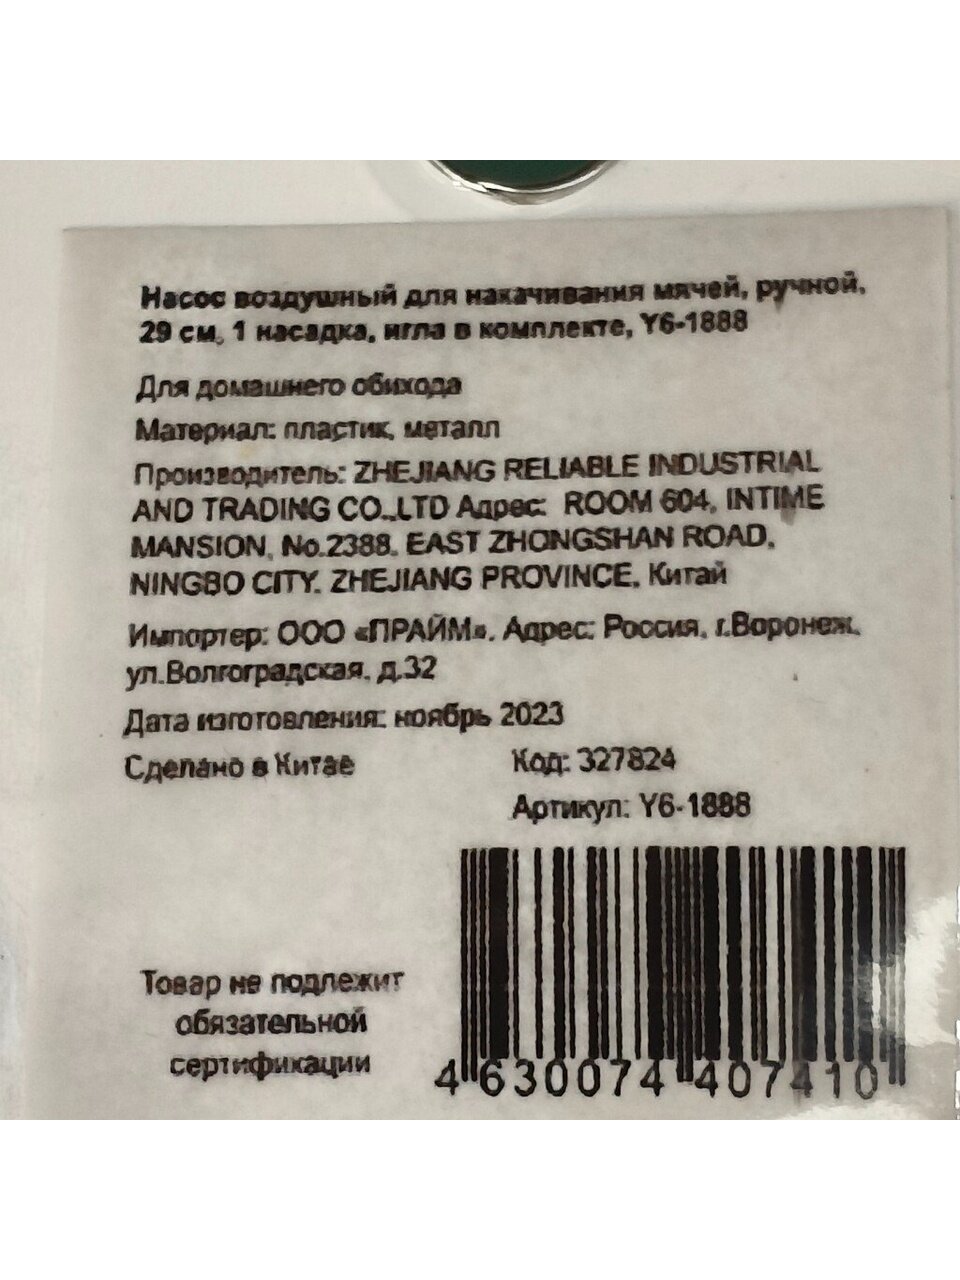 Насос воздушный для накачивания мячей, ручной,
29 см, 1 насадка, игла в комплекте, Y6-1888
Для домашнего обихода
Материал: пластик, металл
Производитель: ZHEJIANG RELIABLE INDUSTRIAL
AND TRADING CO.,LTD Адрес: ROOM 604, INTIME
MANSION, No.2388, EAST ZHONGSHAN ROAD,
NINGBO CITY, ZHEJIANG PROVINCE, Китай
Импортер: ООО «ПРАЙМ», Адрес: Россия, г.Воронеж,
ул.Волгоградская, д.32
Дата изготовления: ноябрь 2023
Сделано в Китае
Код: 327824
Артикул: Y6-1888
Товар не подлежит
обязательной
сертификации
4 630074 407410